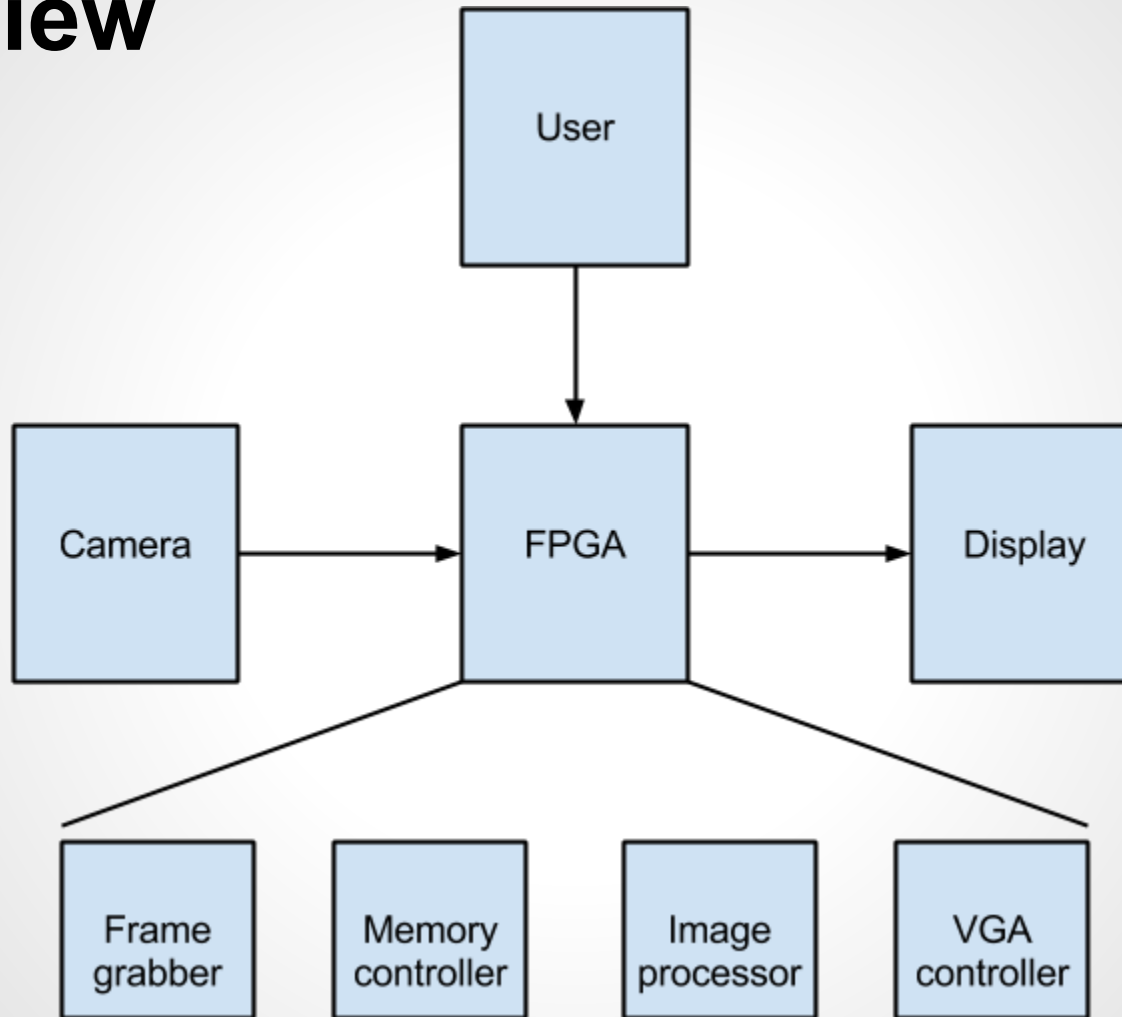 iew
User
Camera
FPGA
Display
Frame
grabber
Memory
controller
Image
processor
VGA
controller